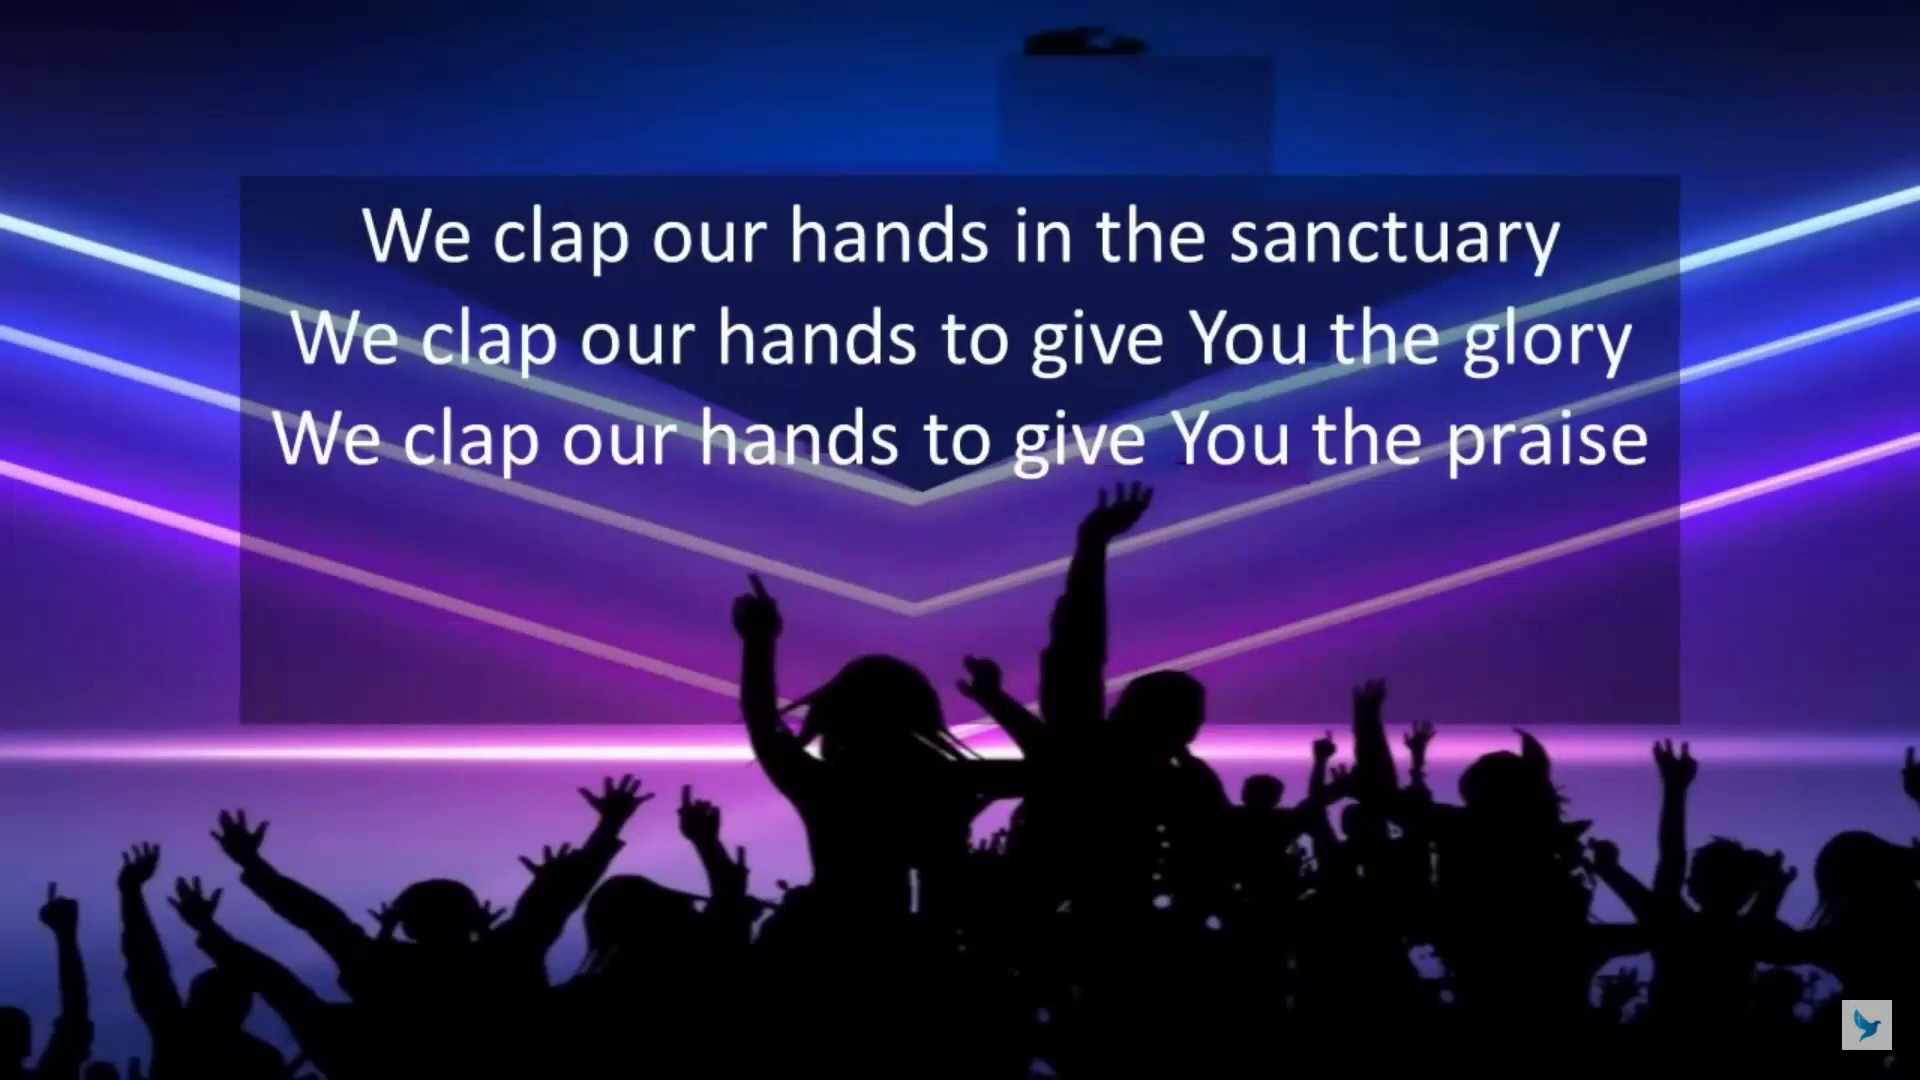 We clap our hands in the sanctuary
We clap our hands to give You the glory
We clap our hands to give You the praise